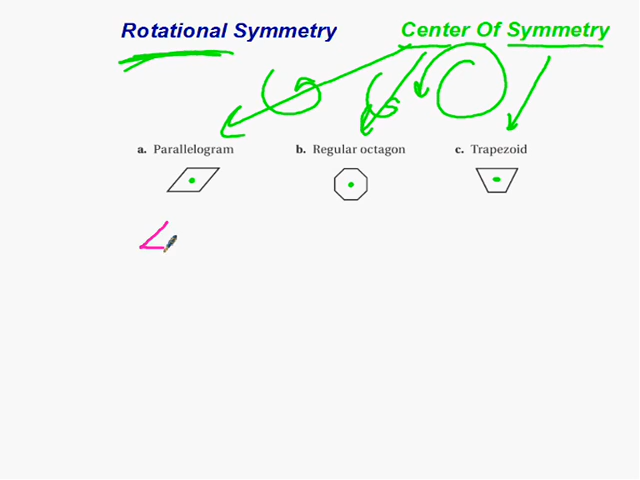 Rotational Symmetry
Center Of Symmetry
a. Parallelogram
b. Regular octagon
c. Trapezoid